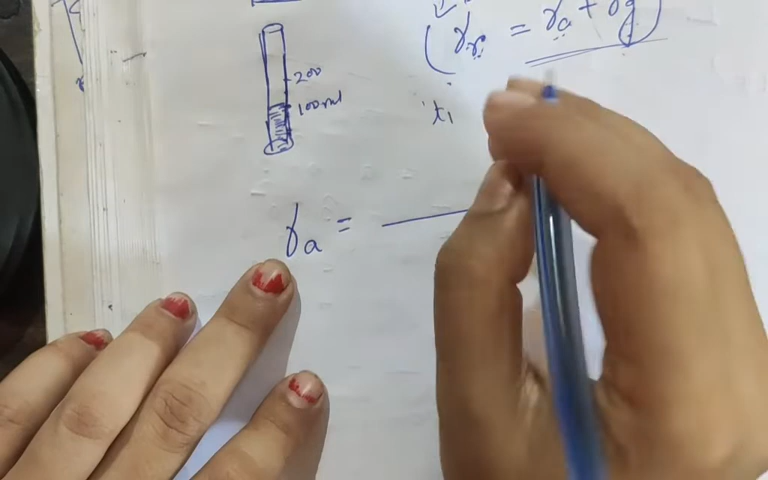 (γr = γa + γg)
200
100ml
t1
γa =